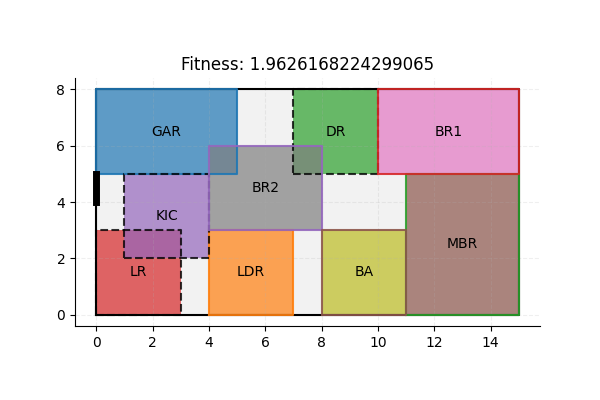 Fitness: 1.9626168224299065
8
GAR
DR
BR1
6
BR2
4
KIC
MBR
2
LR
LDR
BA
0
0 2 4 6 8 10 12 14